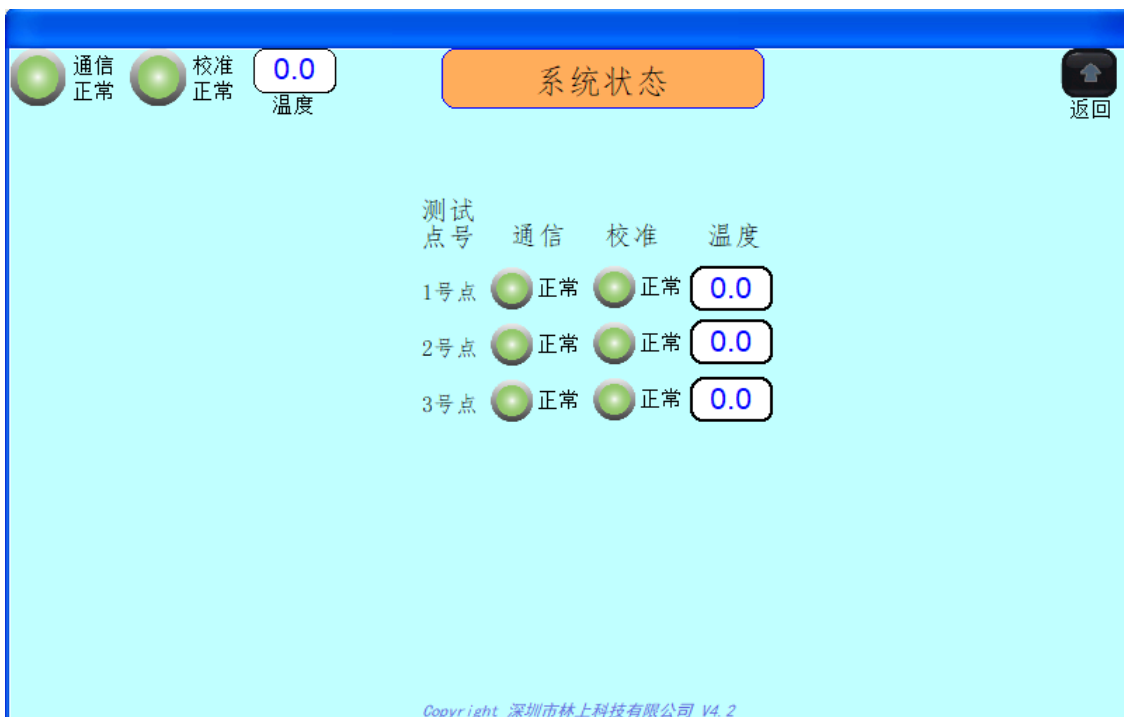 通信
正常
校准
正常
0.0
温度
系统状态
返回
测试
点号 通信 校准 温度
1号点 正常 正常 0.0
2号点 正常 正常 0.0
3号点 正常 正常 0.0
Copyright 深圳市林上科技有限公司 V4.2